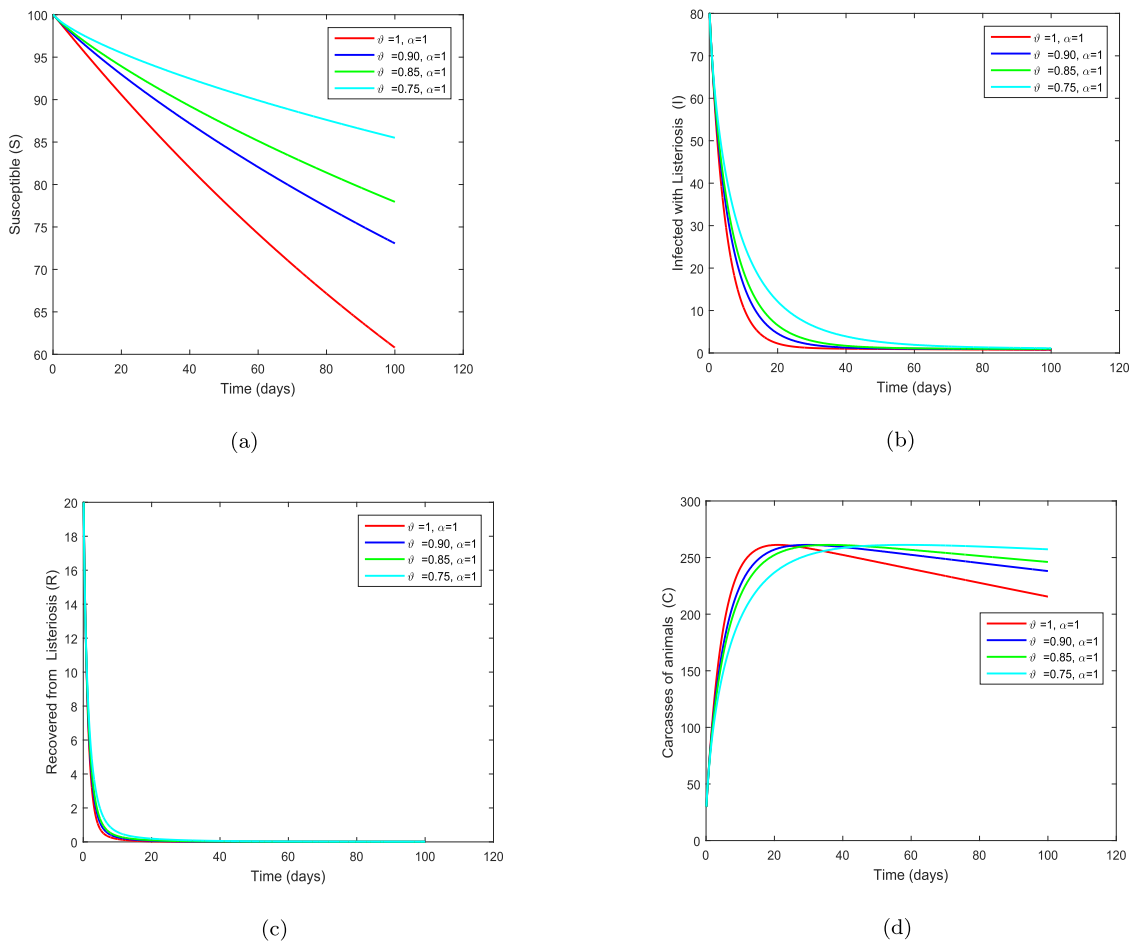 100
95
90
85
80
75
70
65
60
0 20 40 60 80 100 120
Susceptible (S)
Time (days)
ϑ =1, α=1
ϑ =0.90, α=1
ϑ =0.85, α=1
ϑ =0.75, α=1
(a)
80
70
60
50
40
30
20
10
0
0 20 40 60 80 100 120
Infected with Listeriosis (I)
Time (days)
ϑ =1, α=1
ϑ =0.90, α=1
ϑ =0.85, α=1
ϑ =0.75, α=1
(b)
20
18
16
14
12
10
8
6
4
2
0
0 20 40 60 80 100 120
Recovered from Listeriosis (R)
Time (days)
ϑ =1, α=1
ϑ =0.90, α=1
ϑ =0.85, α=1
ϑ =0.75, α=1
(c)
300
250
200
150
100
50
0
0 20 40 60 80 100 120
Carcasses of animals (C)
Time (days)
ϑ =1, α=1
ϑ =0.90, α=1
ϑ =0.85, α=1
ϑ =0.75, α=1
(d)